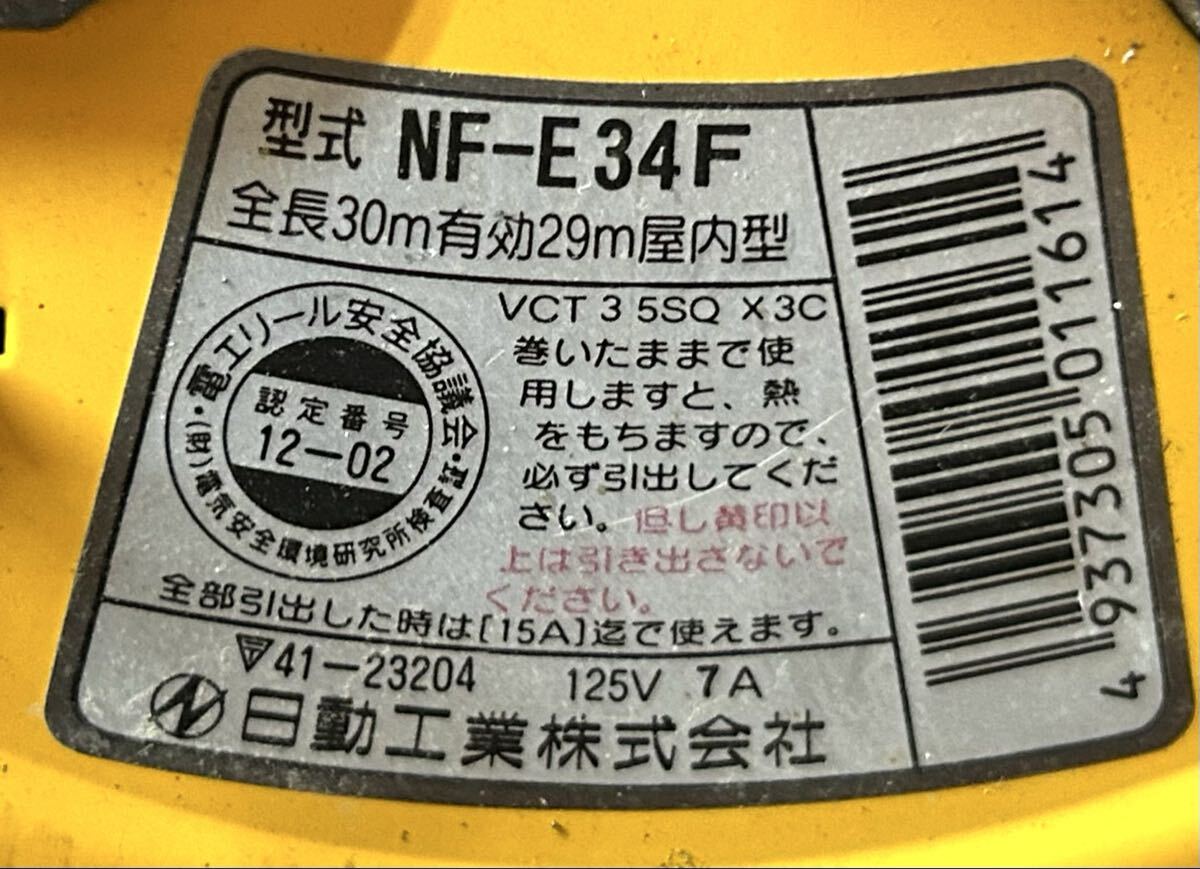 型式 NF-E34F
全長30m有効29m屋内型
電工リール安全協議会・(財)電気安全環境研究所検査済・
認定番号
12-02
VCT 3 5SQ X 3C
巻いたままで使
用しますと、熱
をもちますので、
必ず引出してくだ
さい。但し黄印以
上は引き出さないで
ください。
全部引出した時は[15A]迄で使えます。
41-23204 125V 7A
日動工業株式会社
4 937305 011614